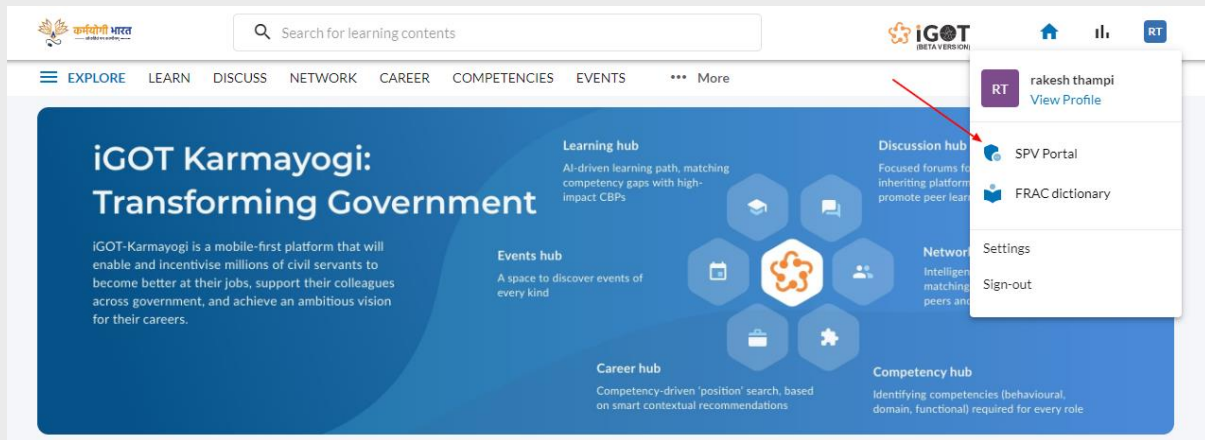 कर्मयोगी भारत
Search for learning contents
iGOT
(BETA VERSION)
RT
EXPLORE LEARN DISCUSS NETWORK CAREER COMPETENCIES EVENTS ••• More
RT
rakesh thampi
View Profile
SPV Portal
FRAC dictionary
Settings
Sign-out
iGOT Karmayogi:
Transforming Government
iGOT-Karmayogi is a mobile-first platform that will
enable and incentivise millions of civil servants to
become better at their jobs, support their colleagues
across government, and achieve an ambitious vision
for their careers.
Learning hub
AI-driven learning path, matching
competency gaps with high-
impact CBPs
Discussion hub
Focused forums fo
inheriting platform
promote peer lear
Events hub
A space to discover events of
every kind
Networ
Intelligen
matching
peers and
Career hub
Competency-driven 'position' search, based
on smart contextual recommendations
Competency hub
Identifying competencies (behavioural,
domain, functional) required for every role